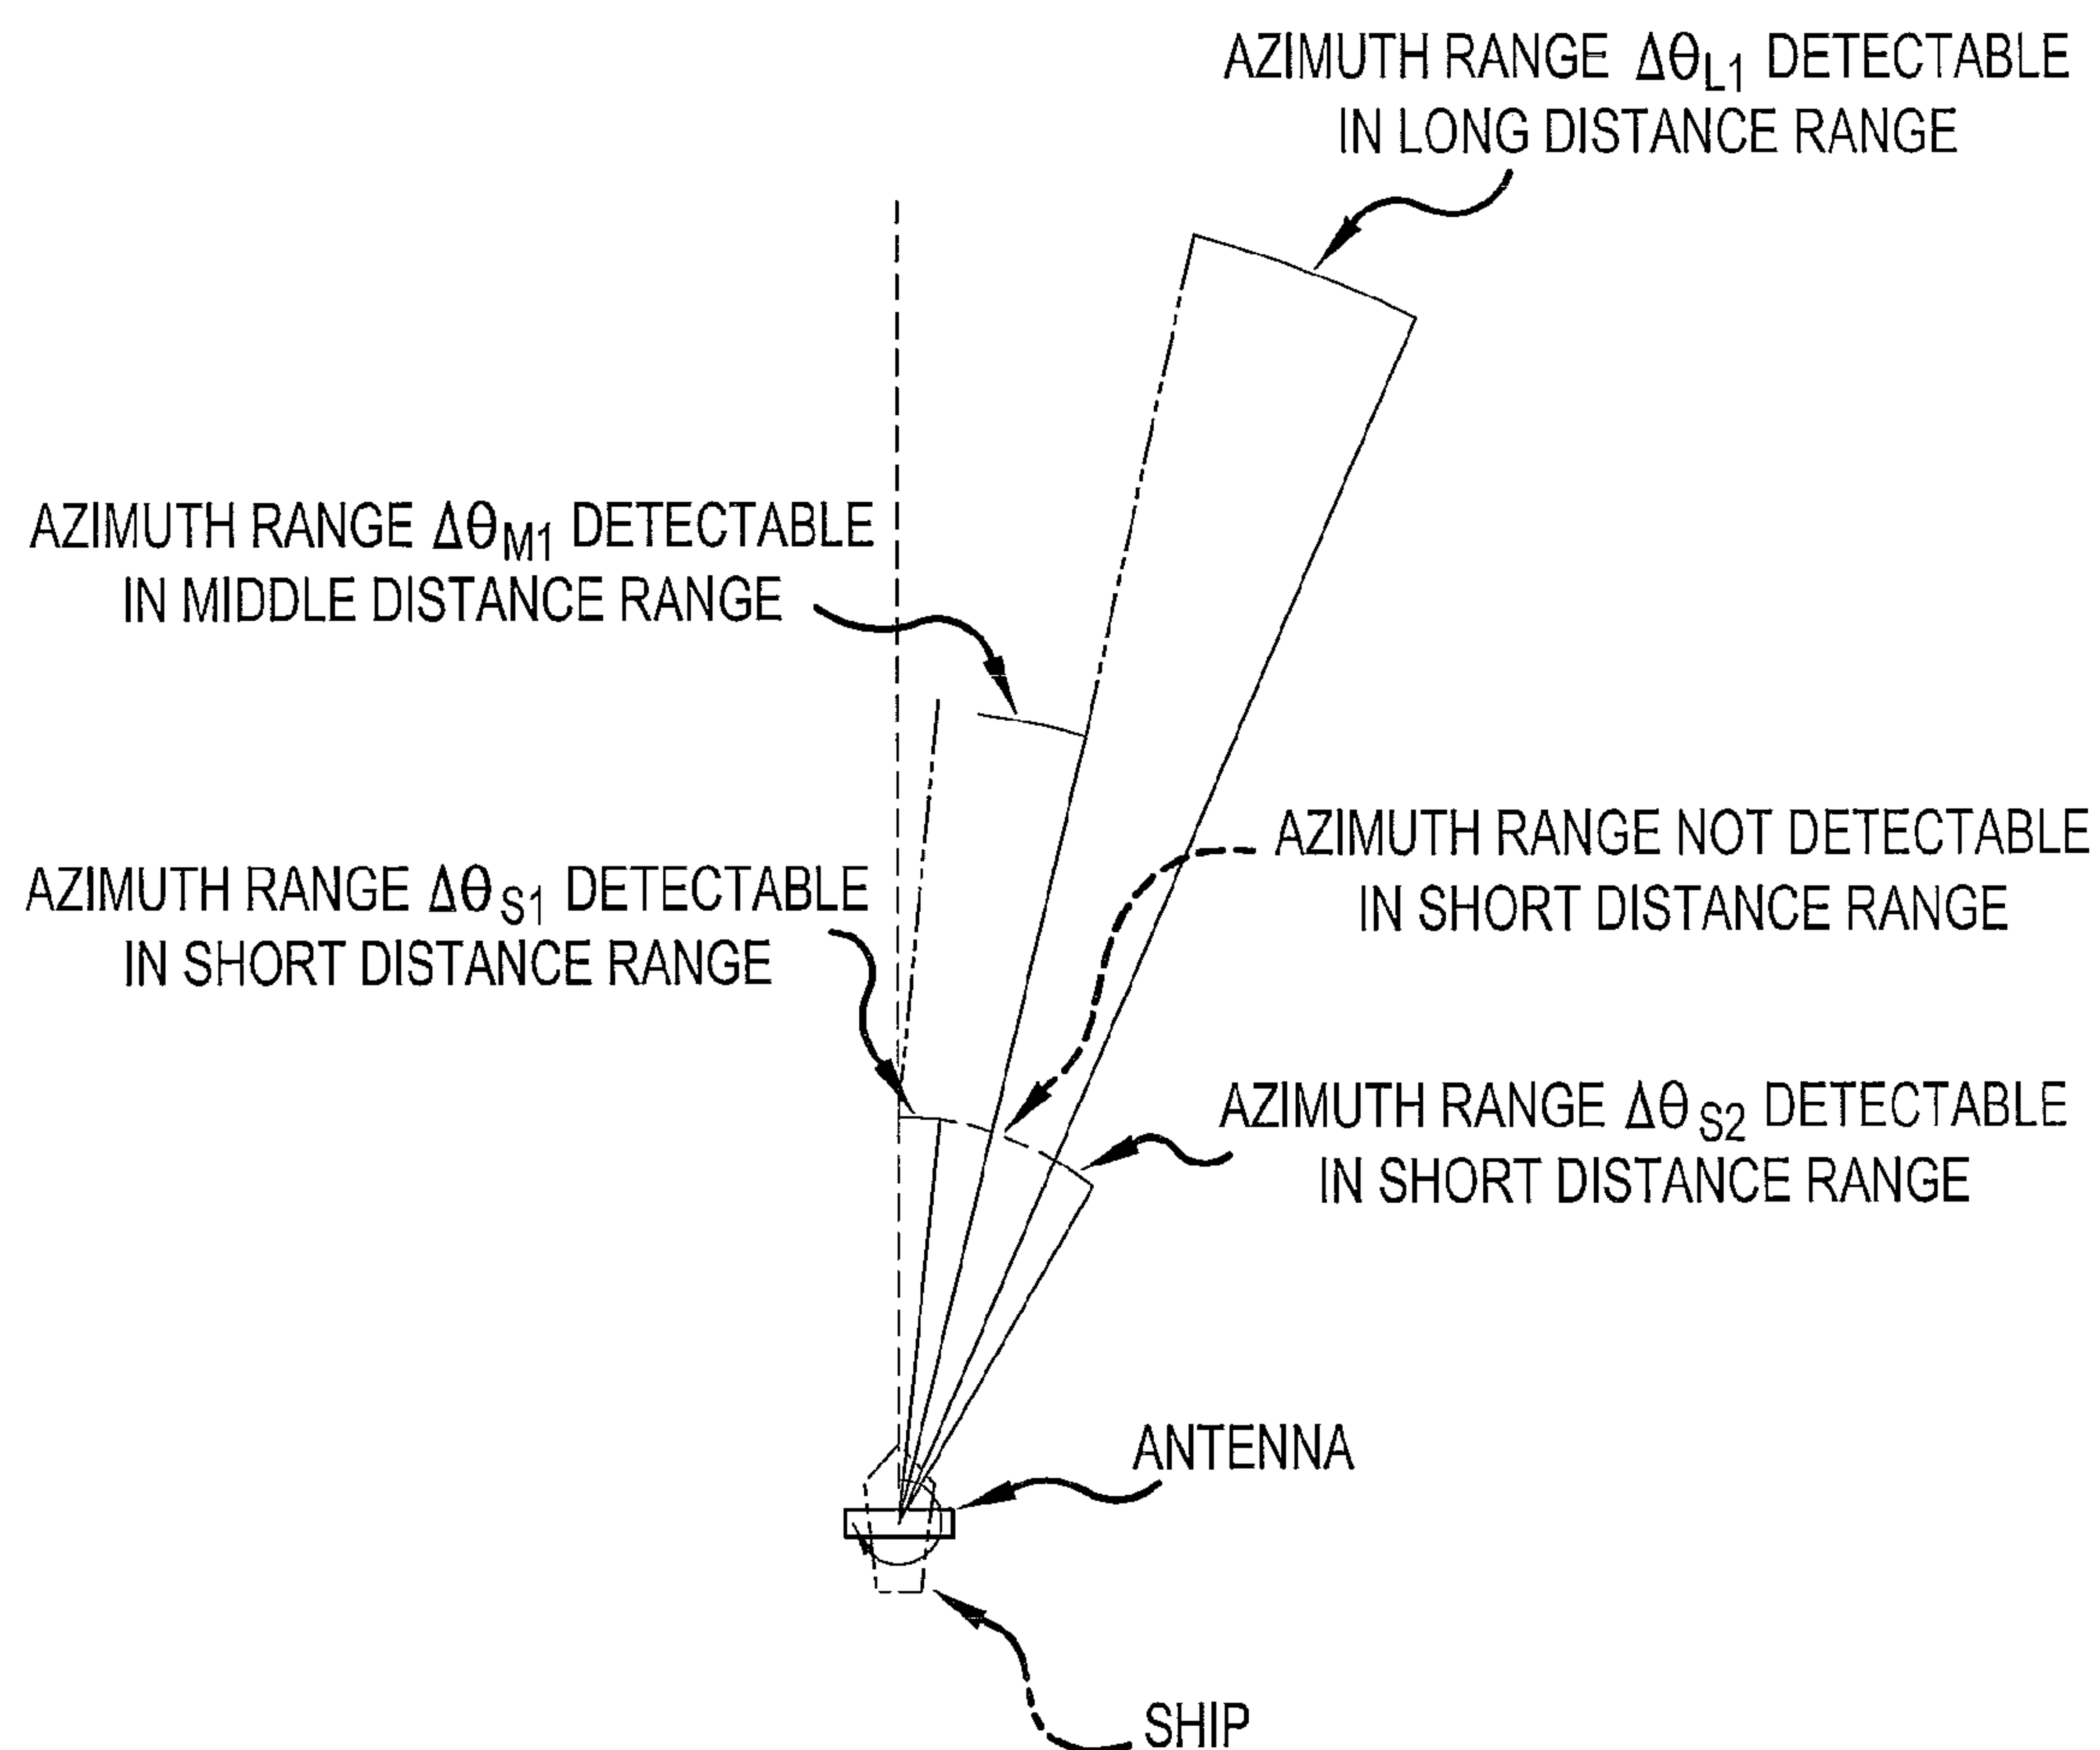 AZIMUTH RANGE ΔθL1 DETECTABLE
IN LONG DISTANCE RANGE
AZIMUTH RANGE ΔθM1 DETECTABLE
IN MIDDLE DISTANCE RANGE
AZIMUTH RANGE NOT DETECTABLE
IN SHORT DISTANCE RANGE
AZIMUTH RANGE ΔθS1 DETECTABLE
IN SHORT DISTANCE RANGE
AZIMUTH RANGE ΔθS2 DETECTABLE
IN SHORT DISTANCE RANGE
ANTENNA
SHIP